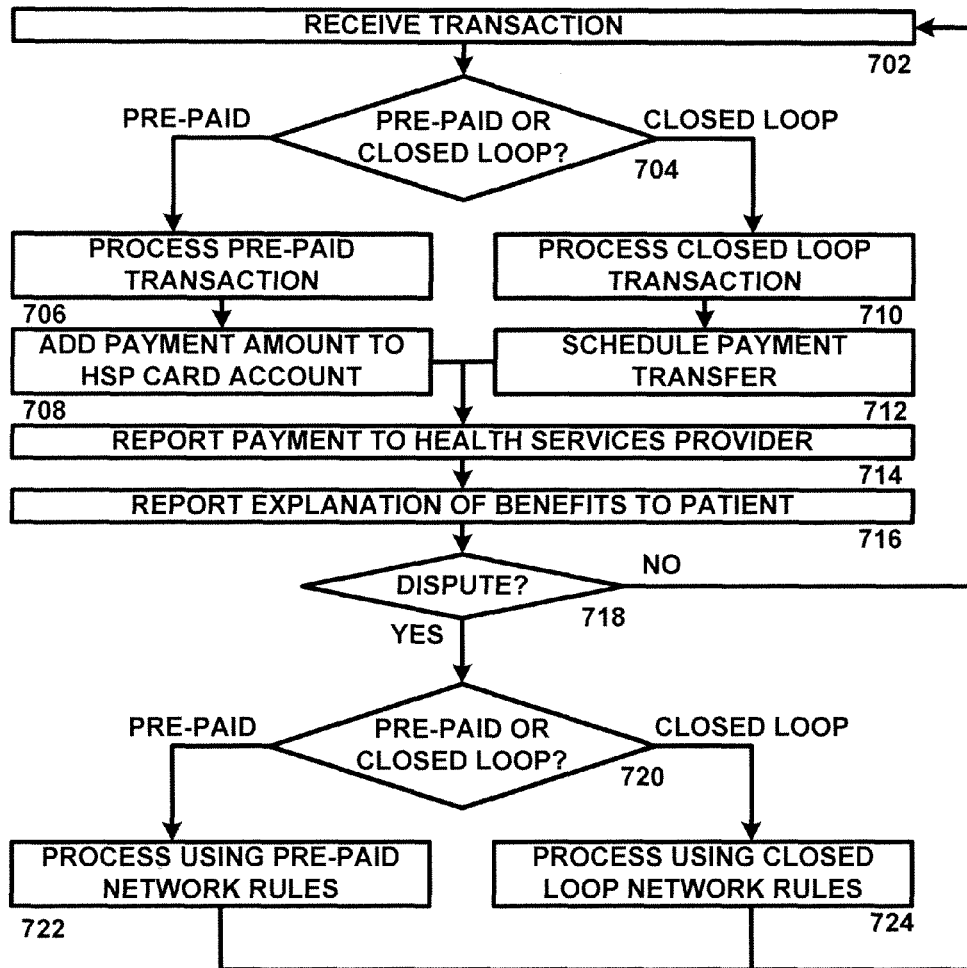 RECEIVE TRANSACTION
702
PRE-PAID
PRE-PAID OR
CLOSED LOOP?
CLOSED LOOP
704
PROCESS PRE-PAID
TRANSACTION
706
PROCESS CLOSED LOOP
TRANSACTION
710
ADD PAYMENT AMOUNT TO
HSP CARD ACCOUNT
708
SCHEDULE PAYMENT
TRANSFER
712
REPORT PAYMENT TO HEALTH SERVICES PROVIDER
714
REPORT EXPLANATION OF BENEFITS TO PATIENT
716
DISPUTE?
NO
718
YES
PRE-PAID
PRE-PAID OR
CLOSED LOOP?
CLOSED LOOP
720
PROCESS USING PRE-PAID
NETWORK RULES
722
PROCESS USING CLOSED
LOOP NETWORK RULES
724